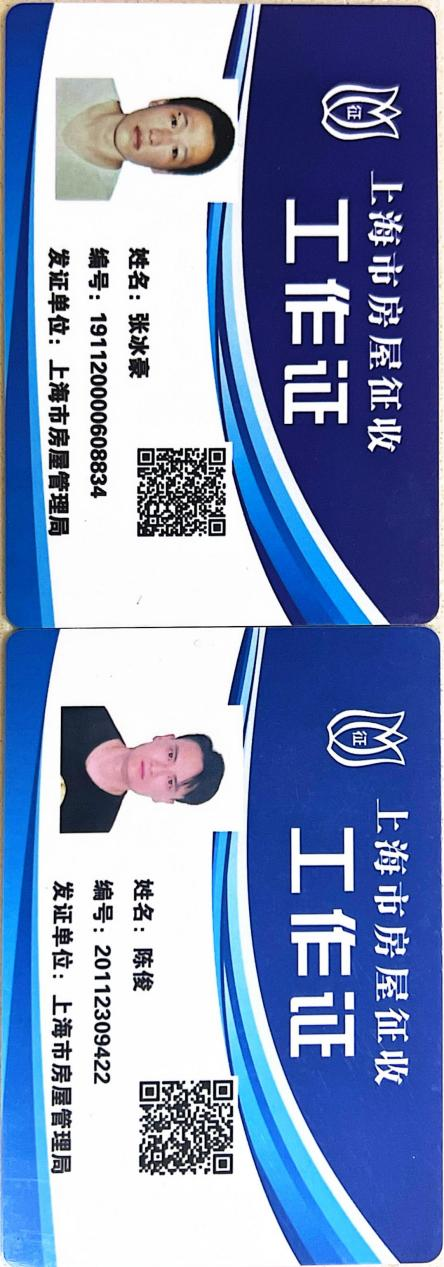 征
上海市房屋征收
工作证
姓名：张冰豪
编号：19112000608834
发证单位：上海市房屋管理局
征
上海市房屋征收
工作证
姓名：陈俊
编号：20112309422
发证单位：上海市房屋管理局